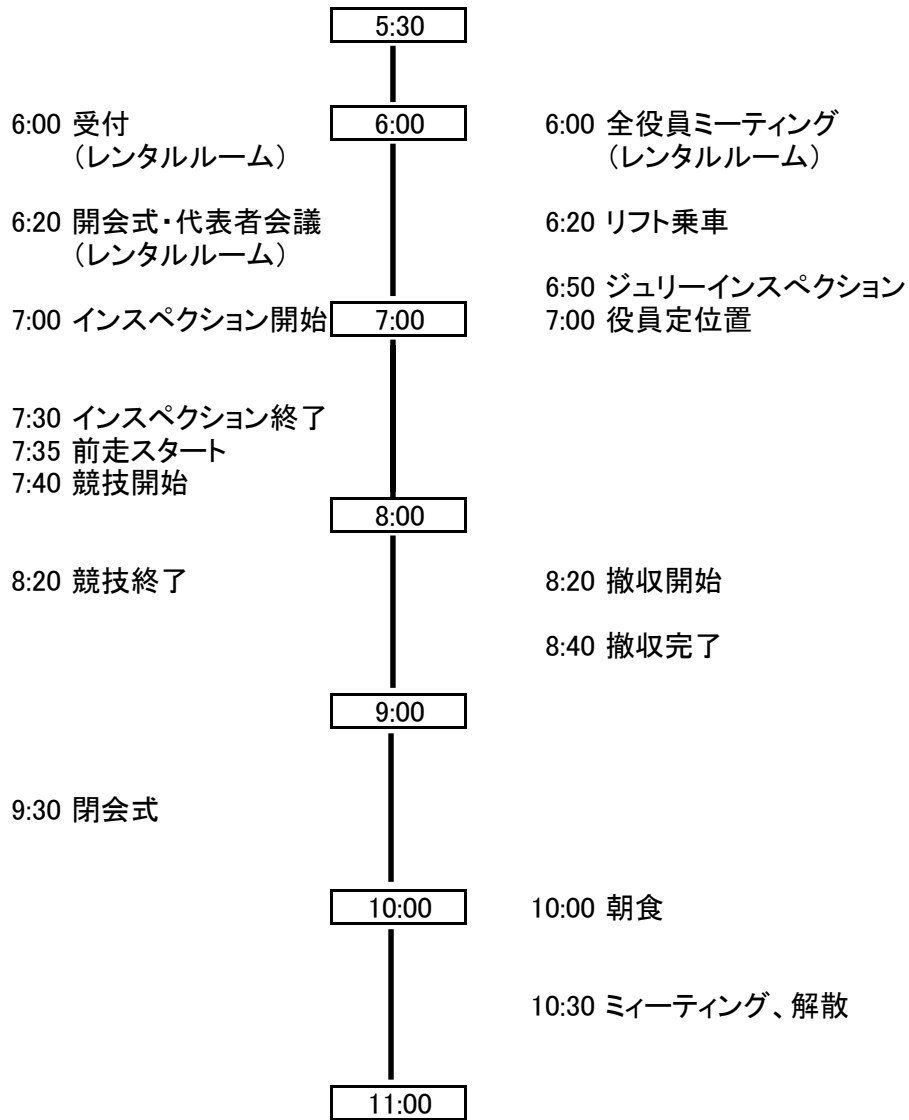 5:30
6:00 受付
(レンタルルーム)
6:00
6:00 全役員ミーティング
(レンタルルーム)
6:20 開会式・代表者会議
(レンタルルーム)
6:20 リフト乗車
6:50 ジュリーインスペクション
7:00 インスペクション開始
7:00
7:00 役員定位置
7:30 インスペクション終了
7:35 前走スタート
7:40 競技開始
8:00
8:20 競技終了
8:20 撤収開始
8:40 撤収完了
9:00
9:30 閉会式
10:00
10:00 朝食
10:30 ミィーティング、解散
11:00